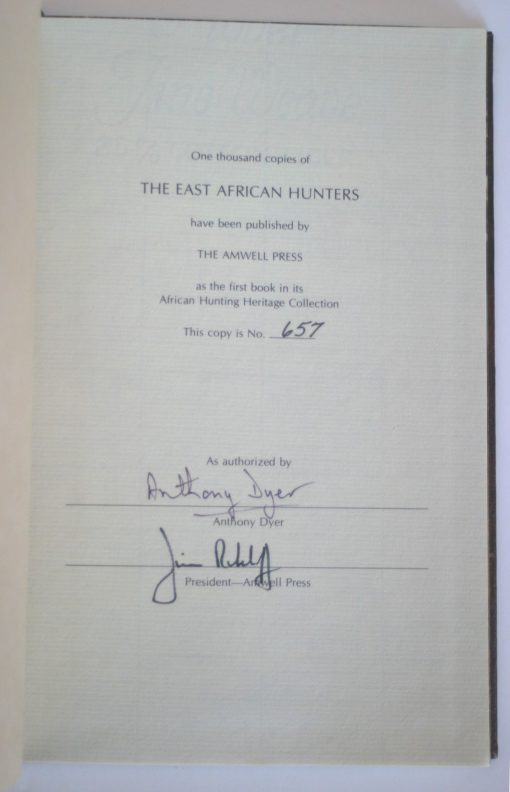 One thousand copies of
THE EAST AFRICAN HUNTERS
have been published by
THE AMWELL PRESS
as the first book in its
African Hunting Heritage Collection
This copy is No. 657
As authorized by
Anthony Dyer
Anthony Dyer
Jim
President—Amwell Press